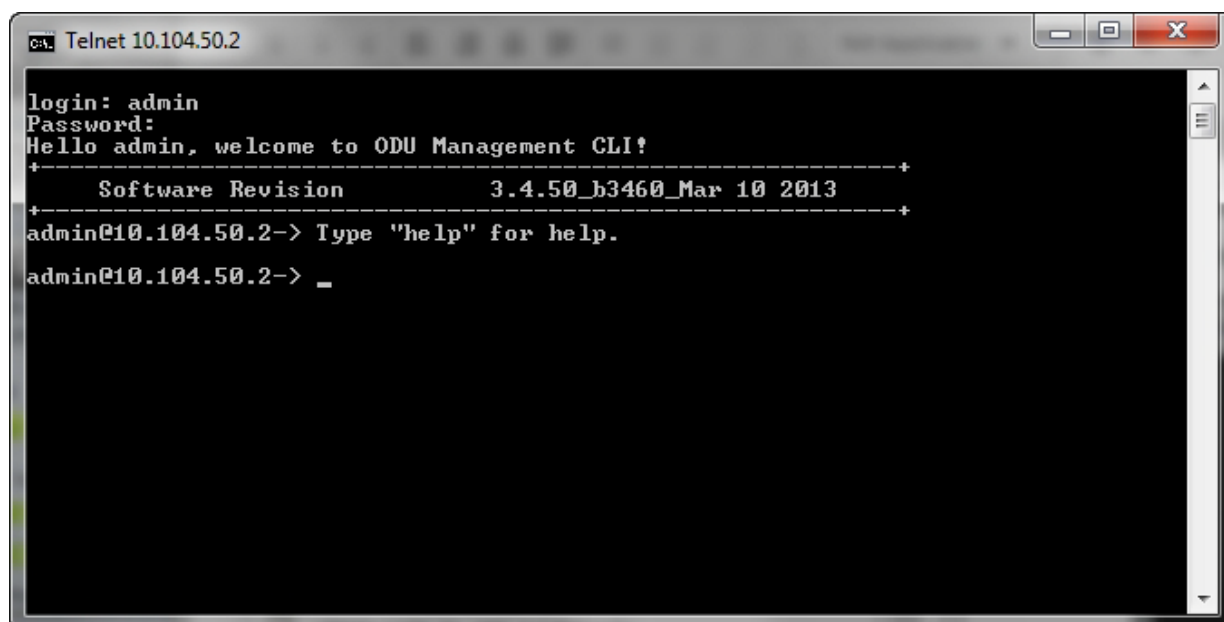 Telnet 10.104.50.2
login: admin
Password:
Hello admin, welcome to ODU Management CLI!
+-----------------------------------------------------------+
Software Revision 3.4.50_b3460_Mar 10 2013
+-----------------------------------------------------------+
admin@10.104.50.2-> Type "help" for help.
admin@10.104.50.2-> _